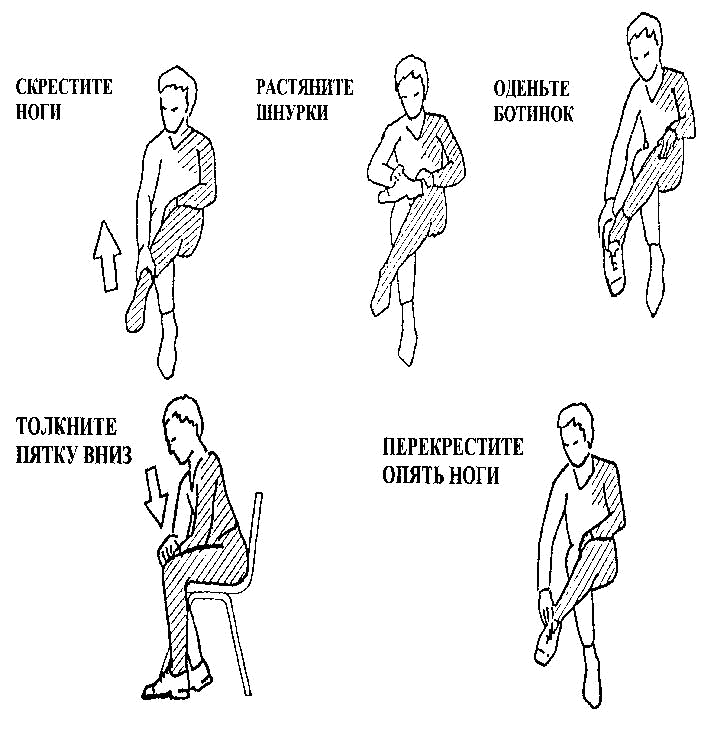 СКРЕСТИТЕ
НОГИ
РАСТЯНИТЕ
ШНУРКИ
ОДЕНЬТЕ
БОТИНОК
ТОЛКНИТЕ
ПЯТКУ ВНИЗ
ПЕРЕКРЕСТИТЕ
ОПЯТЬ НОГИ